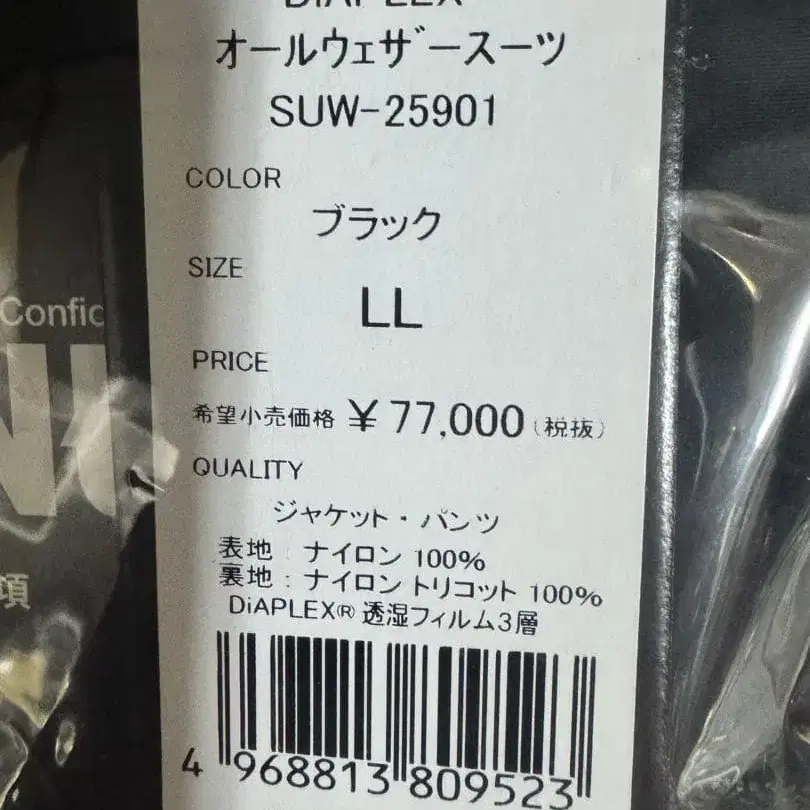 DiAPLEX
オールウェザースーツ
SUW-25901
COLOR
ブラック
SIZE
LL
Confid
PRICE
希望小売価格 ¥ 77,000 (税抜)
QUALITY
ジャケット・パンツ
表地 : ナイロン 100%
裏地 : ナイロン トリコット 100%
項
DiAPLEX(R) 透湿フィルム3層
4 968813 809523